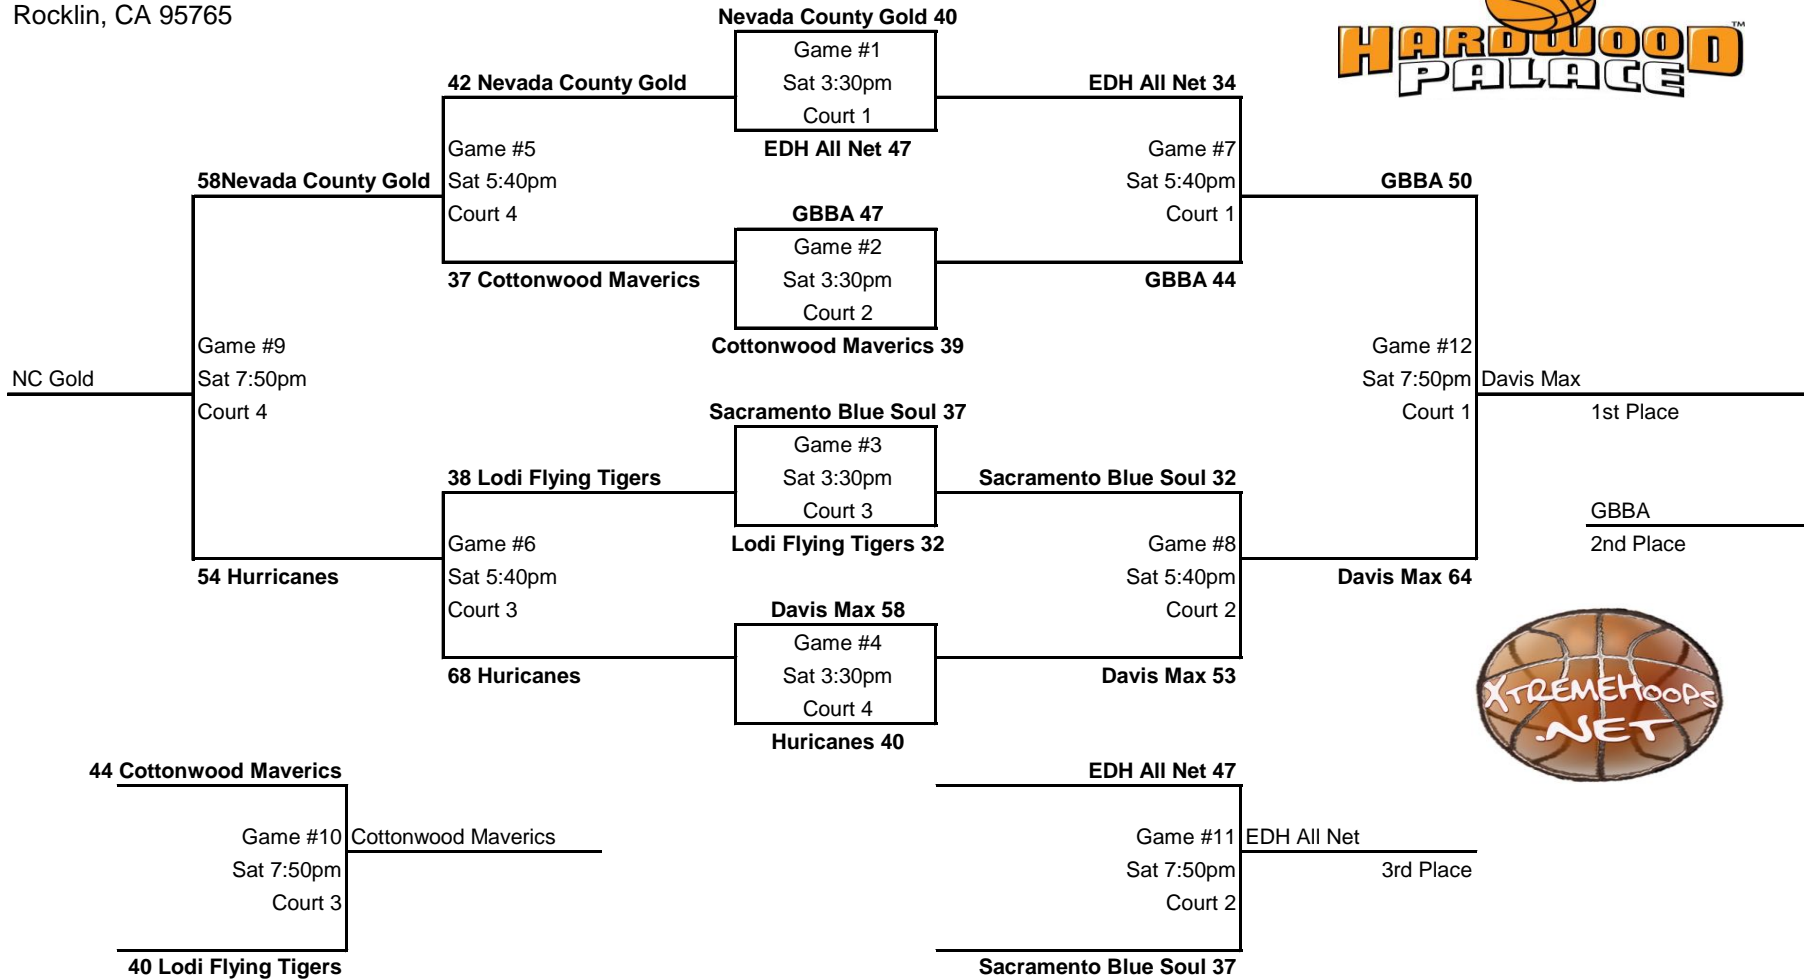 Rocklin, CA 95765
HARDWOOD
PALACE
TM
Nevada County Gold 40
Game #1
Sat 3:30pm
Court 1
EDH All Net 47
42 Nevada County Gold
Game #5
Sat 5:40pm
Court 4
37 Cottonwood Maverics
GBBA 47
Game #2
Sat 3:30pm
Court 2
Cottonwood Maverics 39
EDH All Net 34
Game #7
Sat 5:40pm
Court 1
GBBA 44
58Nevada County Gold
Game #9
Sat 7:50pm
Court 4
54 Hurricanes
NC Gold
Sacramento Blue Soul 37
Game #3
Sat 3:30pm
Court 3
Lodi Flying Tigers 32
38 Lodi Flying Tigers
Game #6
Sat 5:40pm
Court 3
68 Huricanes
Davis Max 58
Game #4
Sat 3:30pm
Court 4
Huricanes 40
Sacramento Blue Soul 32
Game #8
Sat 5:40pm
Court 2
Davis Max 53
GBBA 50
Game #12
Sat 7:50pm
Court 1
Davis Max 64
Davis Max
1st Place
GBBA
2nd Place
XTREMEHOOPS
.NET
44 Cottonwood Maverics
Game #10
Sat 7:50pm
Court 3
40 Lodi Flying Tigers
Cottonwood Maverics
EDH All Net 47
Game #11
Sat 7:50pm
Court 2
Sacramento Blue Soul 37
EDH All Net
3rd Place